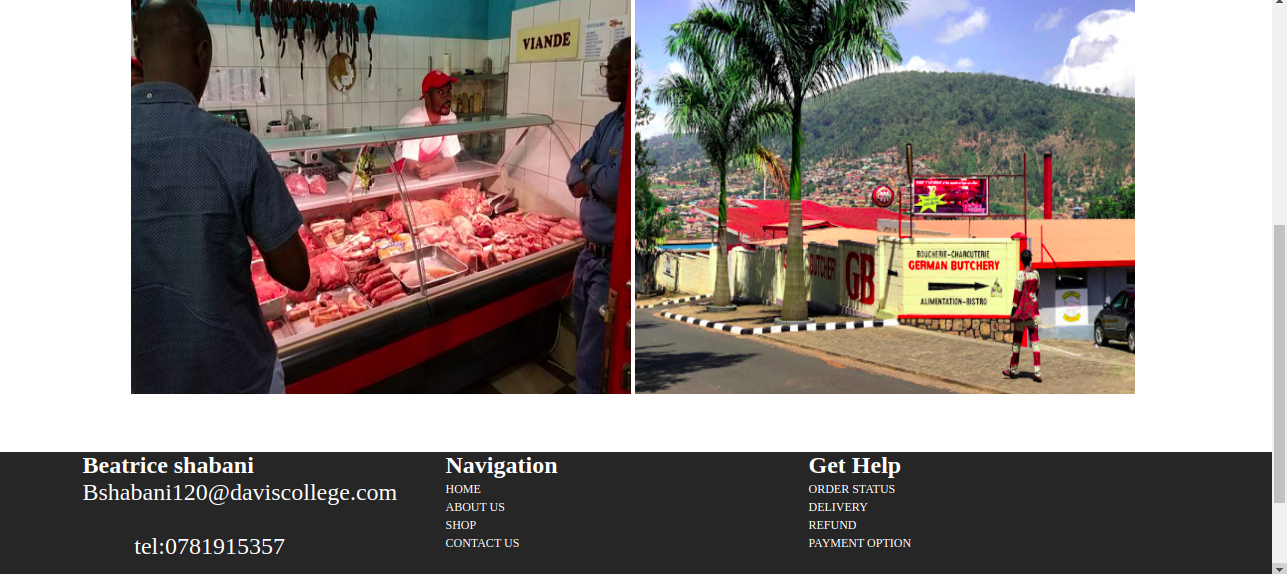 VIANDE
BUTCHERY
GB
BOUCHERIE-CHARCUTERIE
GERMAN BUTCHERY
ALIMENTATION-BISTRO
Beatrice shabani
Bshabani120@daviscollege.com
tel:0781915357
Navigation
HOME
ABOUT US
SHOP
CONTACT US
Get Help
ORDER STATUS
DELIVERY
REFUND
PAYMENT OPTION